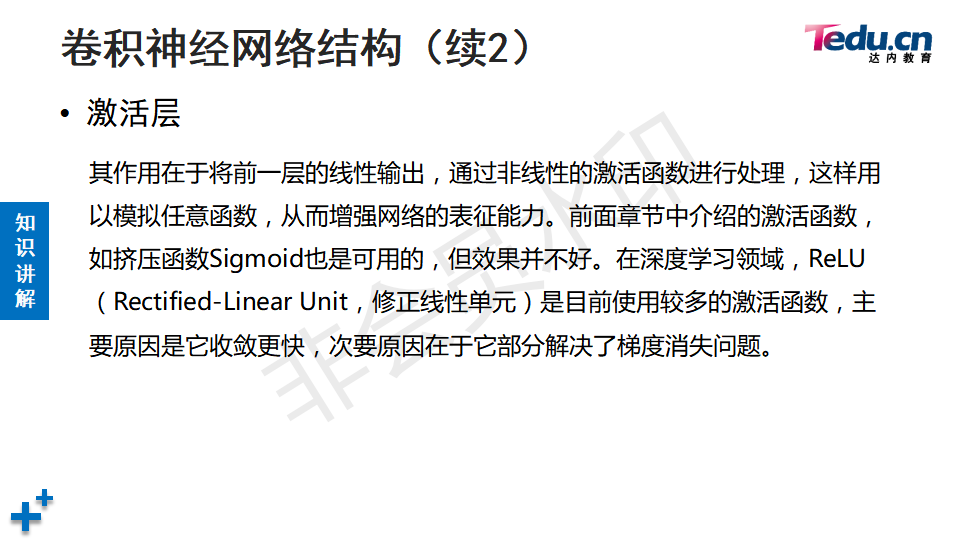 卷积神经网络结构（续2）
Tedu.cn
达内教育
• 激活层
其作用在于将前一层的线性输出，通过非线性的激活函数进行处理，这样用
以模拟任意函数，从而增强网络的表征能力。前面章节中介绍的激活函数，
如挤压函数Sigmoid也是可用的，但效果并不好。在深度学习领域，ReLU
（Rectified-Linear Unit，修正线性单元）是目前使用较多的激活函数，主
要原因是它收敛更快，次要原因在于它部分解决了梯度消失问题。
知
识
讲
解
非会员水印